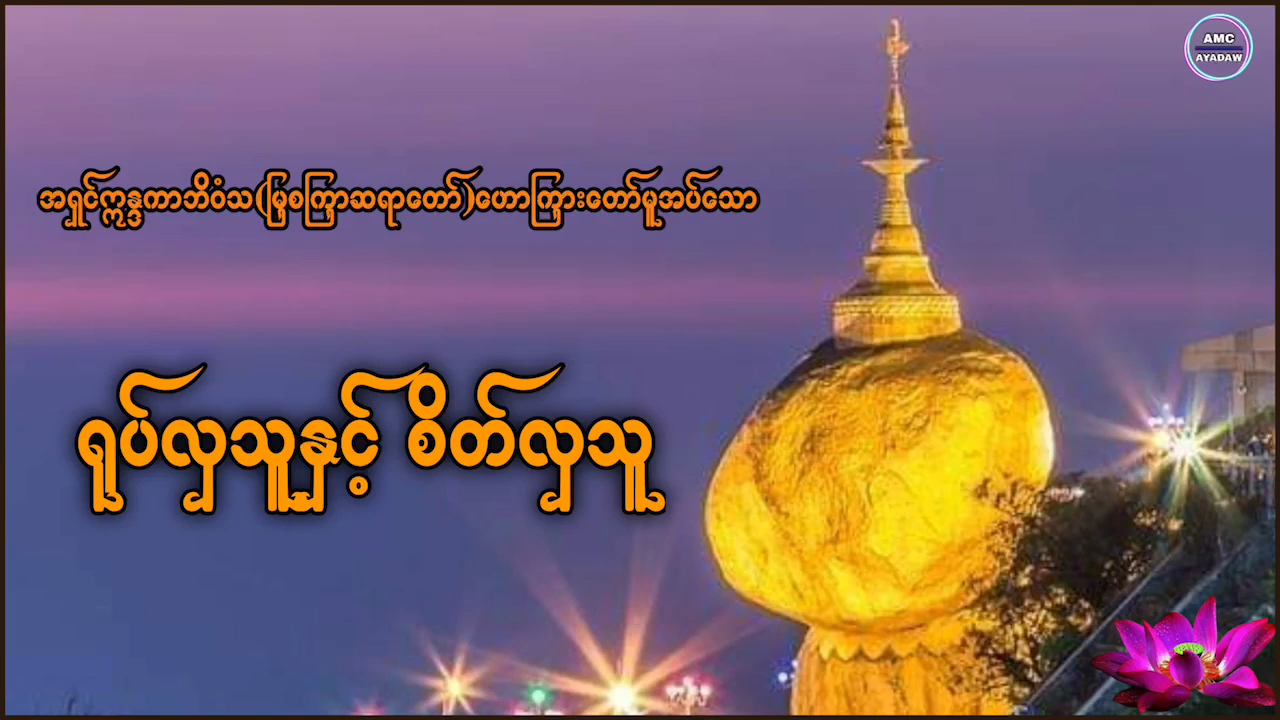 AMC
AYADAW
အရှင်ဣန္ဒကာဘိဝံသ(မြစကြာဆရာတော်)ဟောကြားတော်မူအပ်သော
ရုပ်လှသူနှင့် စိတ်လှသူ